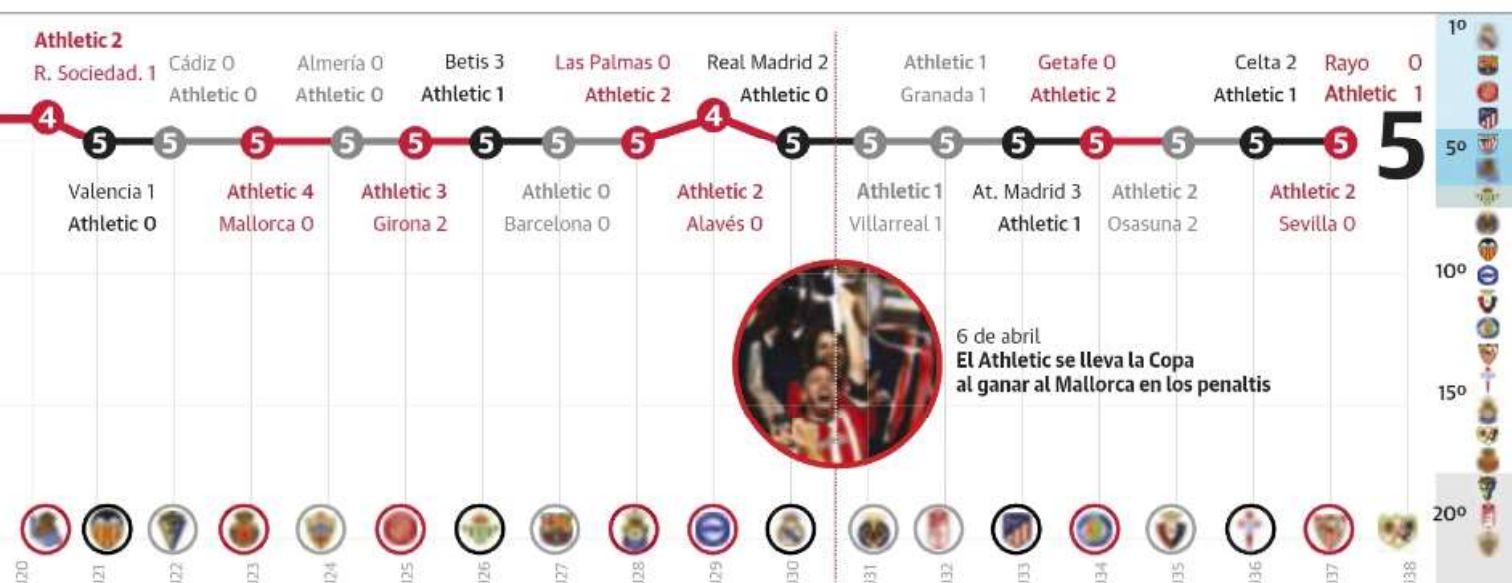 Athletic 2
R. Sociedad. 1
Cádiz 0
Athletic 0
Almería 0
Athletic 0
Betis 3
Athletic 1
Las Palmas 0
Athletic 2
Real Madrid 2
Athletic 0
Athletic 1
Granada 1
Getafe 0
Athletic 2
Celta 2
Athletic 1
Rayo 0
Athletic 1
4
5
5
5
5
5
5
5
5
4
5
5
5
5
5
5
5
5
5
Valencia 1
Athletic 0
Athletic 4
Mallorca 0
Athletic 3
Girona 2
Athletic 0
Barcelona 0
Athletic 2
Alavés 0
Athletic 1
Villarreal 1
At. Madrid 3
Athletic 1
Athletic 2
Osasuna 2
Athletic 2
Sevilla 0
6 de abril
El Athletic se lleva la Copa
al ganar al Mallorca en los penaltis
1º
5º
10º
15º
20º
J20
J21
J22
J23
J24
J25
J26
J27
J28
J29
J30
J31
J32
J33
J34
J35
J36
J37
J38